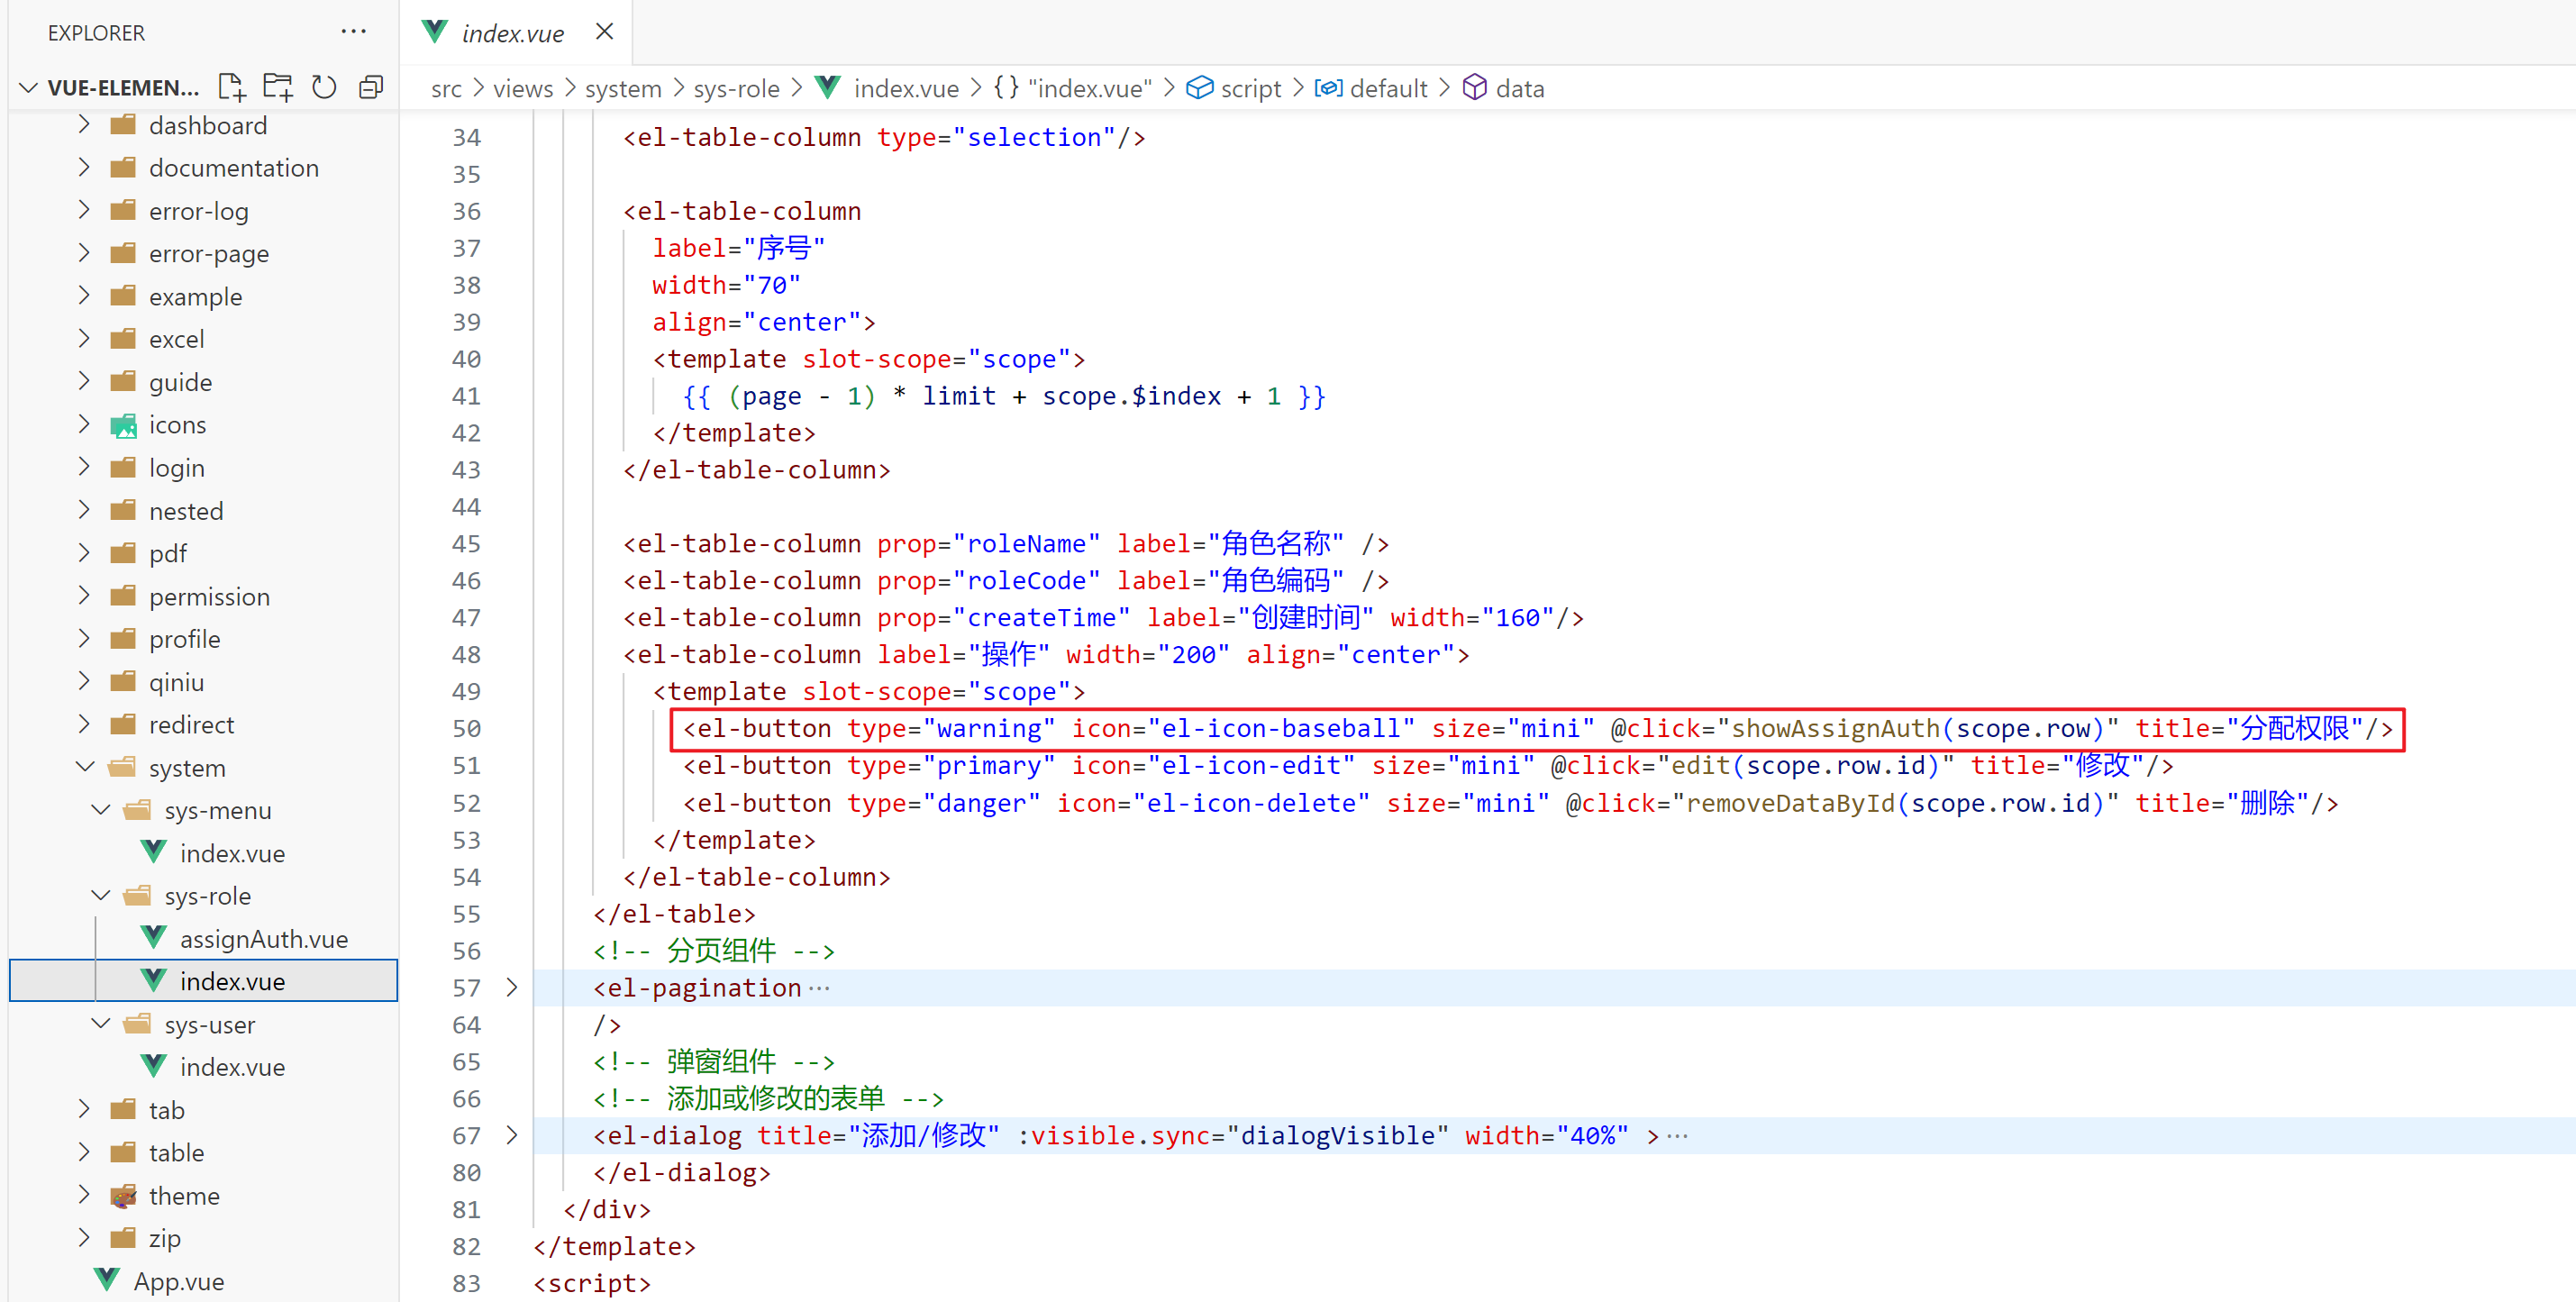 EXPLORER
VUE-ELEMEN...
dashboard
documentation
error-log
error-page
example
excel
guide
icons
login
nested
pdf
permission
profile
qiniu
redirect
system
sys-menu
index.vue
sys-role
assignAuth.vue
index.vue
sys-user
index.vue
tab
table
theme
zip
App.vue
index.vue
src > views > system > sys-role > index.vue > {} "index.vue" > script > default > data
34 <el-table-column type="selection"/>
35
36 <el-table-column
37 label="序号"
38 width="70"
39 align="center">
40 <template slot-scope="scope">
41 {{ (page - 1) * limit + scope.$index + 1 }}
42 </template>
43 </el-table-column>
44
45 <el-table-column prop="roleName" label="角色名称" />
46 <el-table-column prop="roleCode" label="角色编码" />
47 <el-table-column prop="createTime" label="创建时间" width="160"/>
48 <el-table-column label="操作" width="200" align="center">
49 <template slot-scope="scope">
50 <el-button type="warning" icon="el-icon-baseball" size="mini" @click="showAssignAuth(scope.row)" title="分配权限"/>
51 <el-button type="primary" icon="el-icon-edit" size="mini" @click="edit(scope.row.id)" title="修改"/>
52 <el-button type="danger" icon="el-icon-delete" size="mini" @click="removeDataById(scope.row.id)" title="删除"/>
53 </template>
54 </el-table-column>
55 </el-table>
56 <!-- 分页组件 -->
57 <el-pagination···
64 />
65 <!-- 弹窗组件 -->
66 <!-- 添加或修改的表单 -->
67 <el-dialog title="添加/修改" :visible.sync="dialogVisible" width="40%" >···
80 </el-dialog>
81 </div>
82 </template>
83 <script>